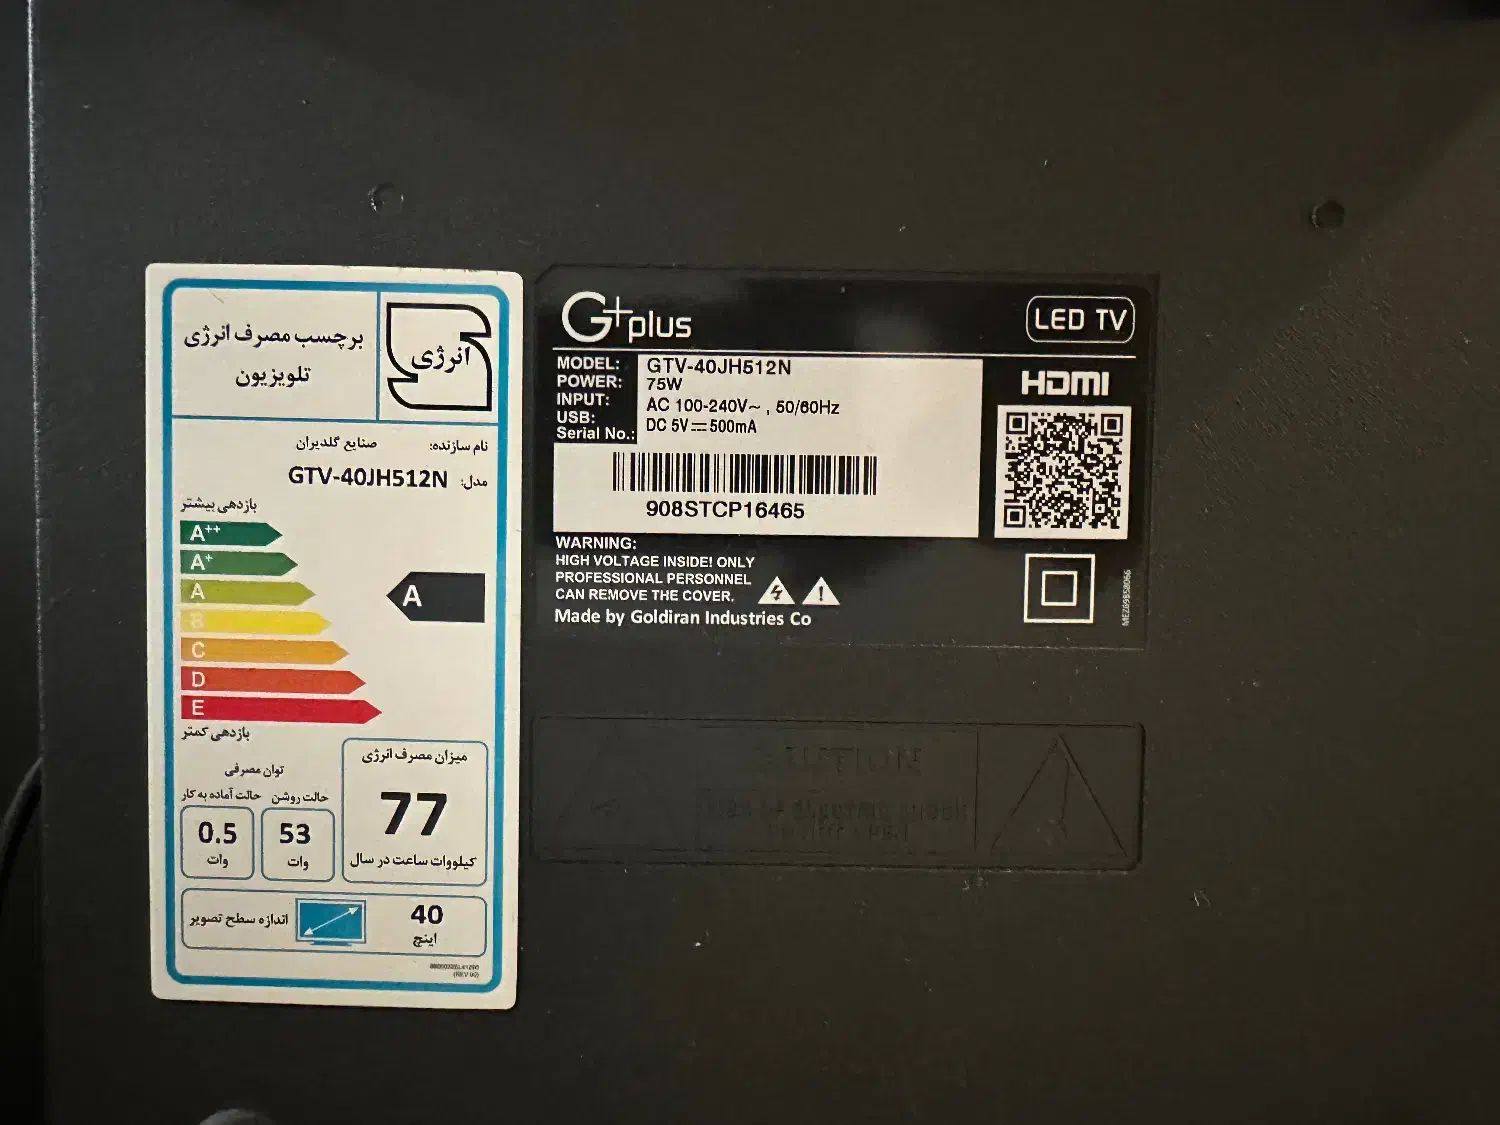 برچسب مصرف انرژی
تلویزیون
انرژی
نام سازنده: صنایع گلدیران
مدل: GTV-40JH512N
بازدهی بیشتر
A++
A+
A
B
C
D
E
A
بازدهی کمتر
میزان مصرف انرژی
77
کیلووات ساعت در سال
توان مصرفی
حالت روشن
53
وات
حالت آماده به کار
0.5
وات
اندازه سطح تصویر
40
اینچ
(REV 00)
G+plus
LED TV
MODEL: GTV-40JH512N
POWER: 75W
INPUT: AC 100-240V~ , 50/60Hz
USB: DC 5V⎓500mA
Serial No.:
908STCP16465
HDMI
WARNING:
HIGH VOLTAGE INSIDE! ONLY
PROFESSIONAL PERSONNEL
CAN REMOVE THE COVER.
Made by Goldiran Industries Co